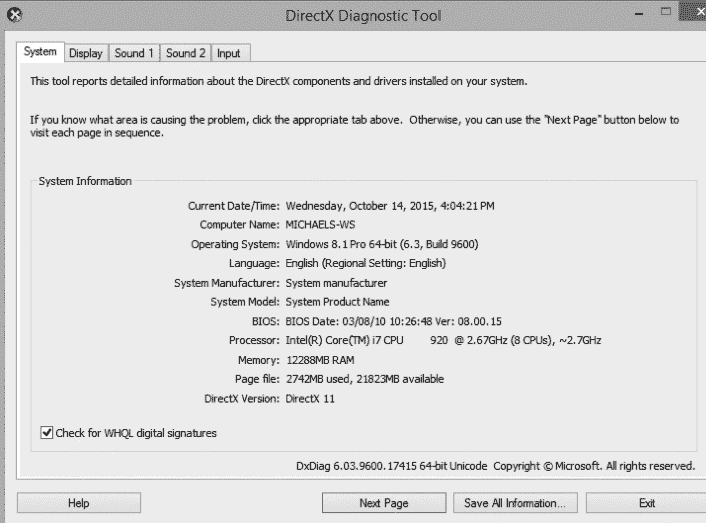 DirectX Diagnostic Tool
System Display Sound 1 Sound 2 Input
This tool reports detailed information about the DirectX components and drivers installed on your system.
If you know what area is causing the problem, click the appropriate tab above.  Otherwise, you can use the "Next Page" button below to
visit each page in sequence.
System Information
Current Date/Time: Wednesday, October 14, 2015, 4:04:21 PM
Computer Name: MICHAELS-WS
Operating System: Windows 8.1 Pro 64-bit (6.3, Build 9600)
Language: English (Regional Setting: English)
System Manufacturer: System manufacturer
System Model: System Product Name
BIOS: BIOS Date: 03/08/10 10:26:48 Ver: 08.00.15
Processor: Intel(R) Core(TM) i7 CPU 920 @ 2.67GHz (8 CPUs), ~2.7GHz
Memory: 12288MB RAM
Page file: 2742MB used, 21823MB available
DirectX Version: DirectX 11
Check for WHQL digital signatures
DxDiag 6.03.9600.17415 64-bit Unicode Copyright © Microsoft. All rights reserved.
Help Next Page Save All Information... Exit